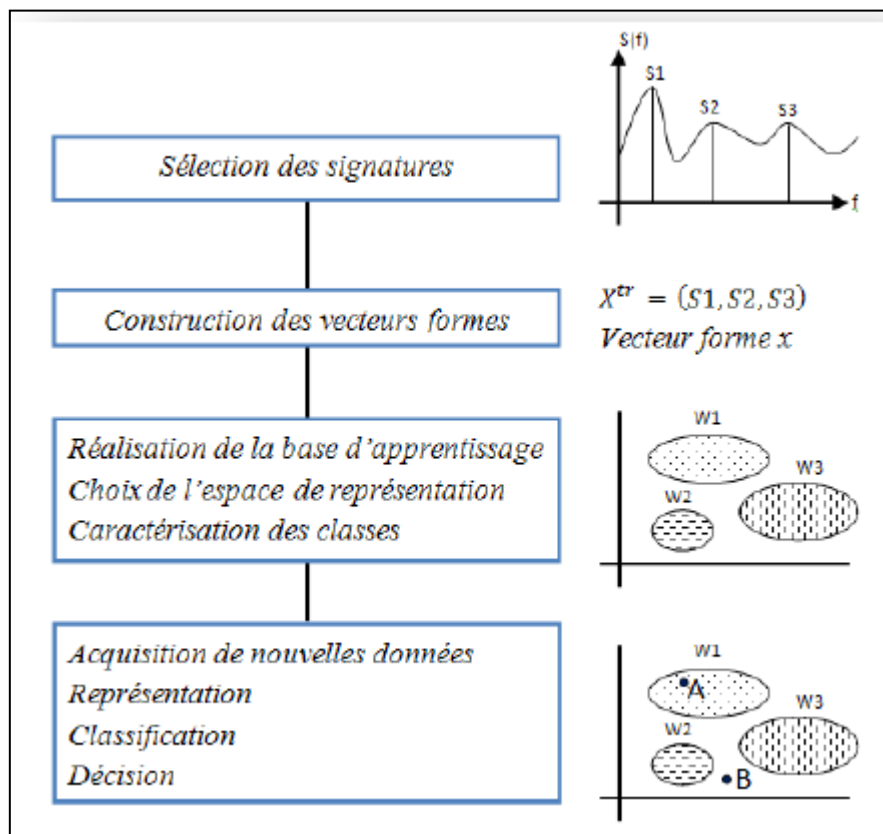 S(f)
S1
S2
S3
f
Sélection des signatures
Construction des vecteurs formes
X^tr = (S1, S2, S3)
Vecteur forme x
Réalisation de la base d'apprentissage
Choix de l'espace de représentation
Caractérisation des classes
W1
W3
W2
Acquisition de nouvelles données
Représentation
Classification
Décision
W1
A
W3
W2
B